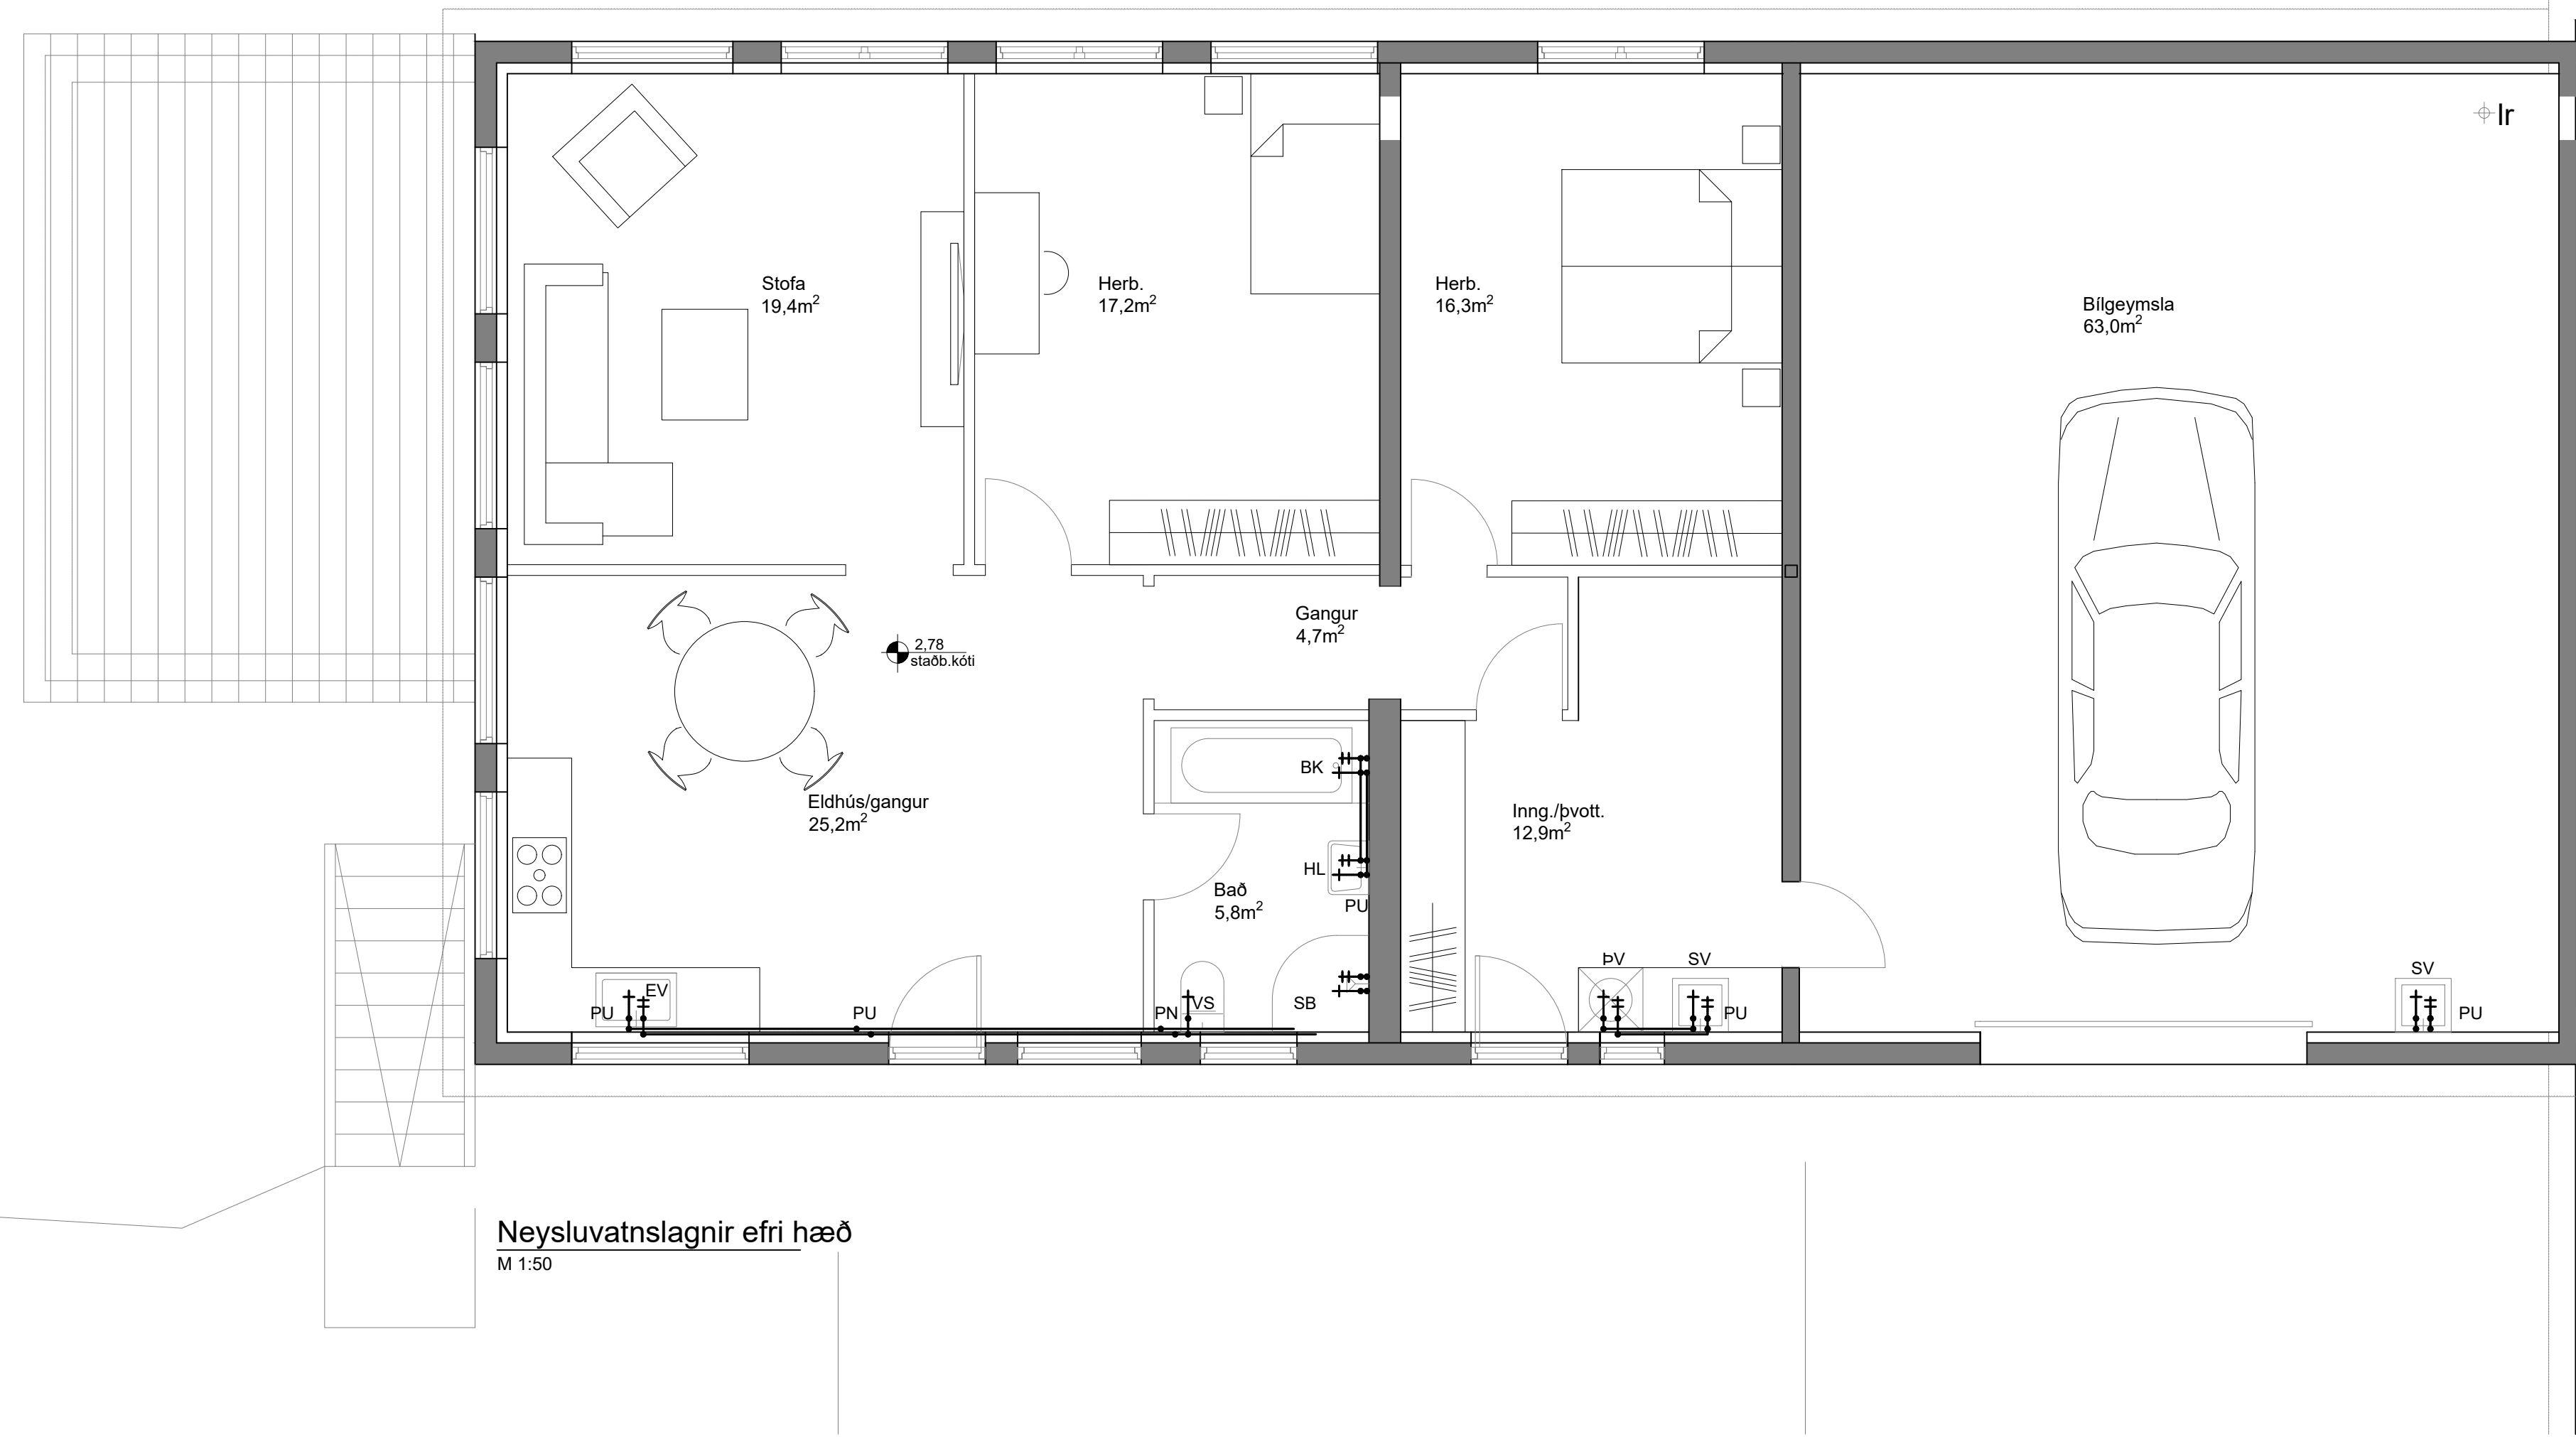 Ir
Stofa
19,4m²
Herb.
17,2m²
Herb.
16,3m²
Bílgeymsla
63,0m²
Gangur
4,7m²
2,78
staðb.kóti
BK
Eldhús/gangur
25,2m²
Inng./þvott.
12,9m²
HL
Bað
5,8m²
PU
ÞV
SV
SV
EV
PU
PU
PN
VS
SB
PU
PU
Neysluvatnslagnir efri hæð
M 1:50